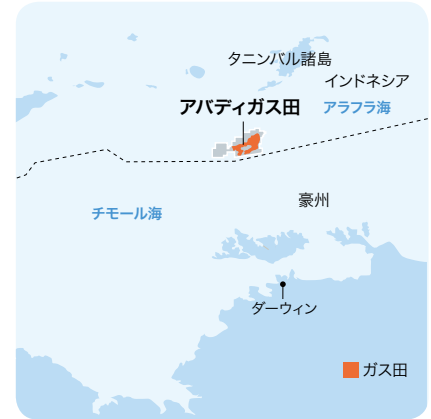 タニンバル諸島
インドネシア
アバディガス田
アラフラ海
豪州
チモール海
ダーウィン
ガス田